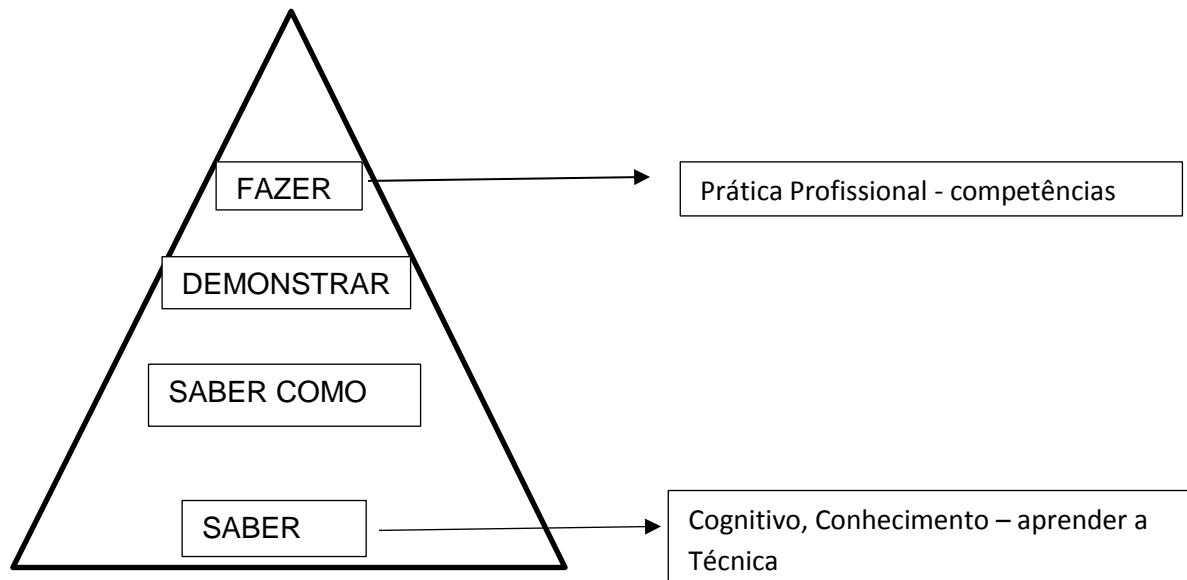 FAZER
Prática Profissional - competências
DEMONSTRAR
SABER COMO
SABER
Cognitivo, Conhecimento – aprender a
Técnica